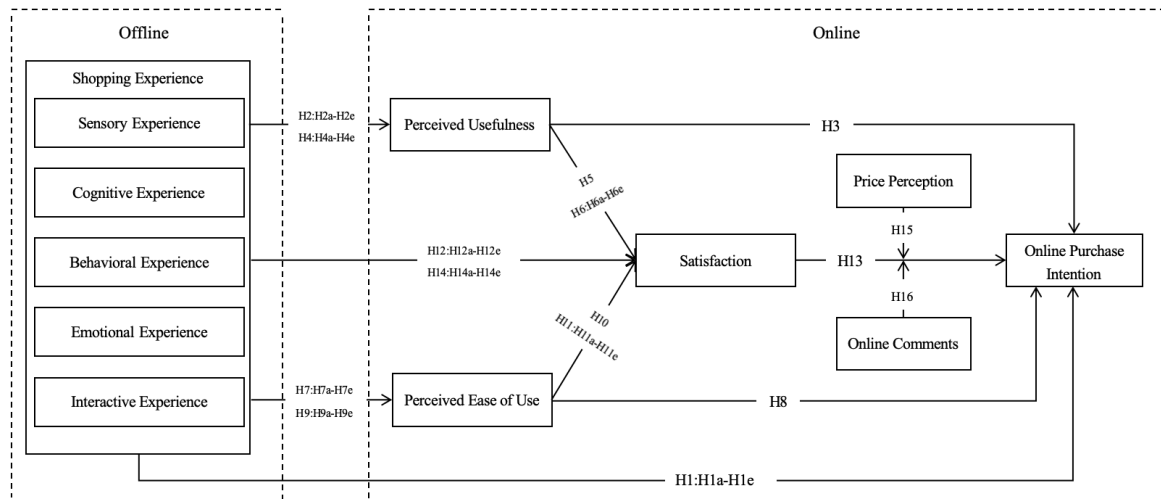 Offline
Online
Shopping Experience
Sensory Experience
Cognitive Experience
Behavioral Experience
Emotional Experience
Interactive Experience
H2:H2a-H2e
H4:H4a-H4e
H12:H12a-H12e
H14:H14a-H14e
H7:H7a-H7e
H9:H9a-H9e
Perceived Usefulness
H5
H6:H6a-H6e
H10
H11:H11a-H11e
Perceived Ease of Use
Satisfaction
H3
Price Perception
H15
H13
H16
Online Comments
H8
Online Purchase
Intention
H1:H1a-H1e